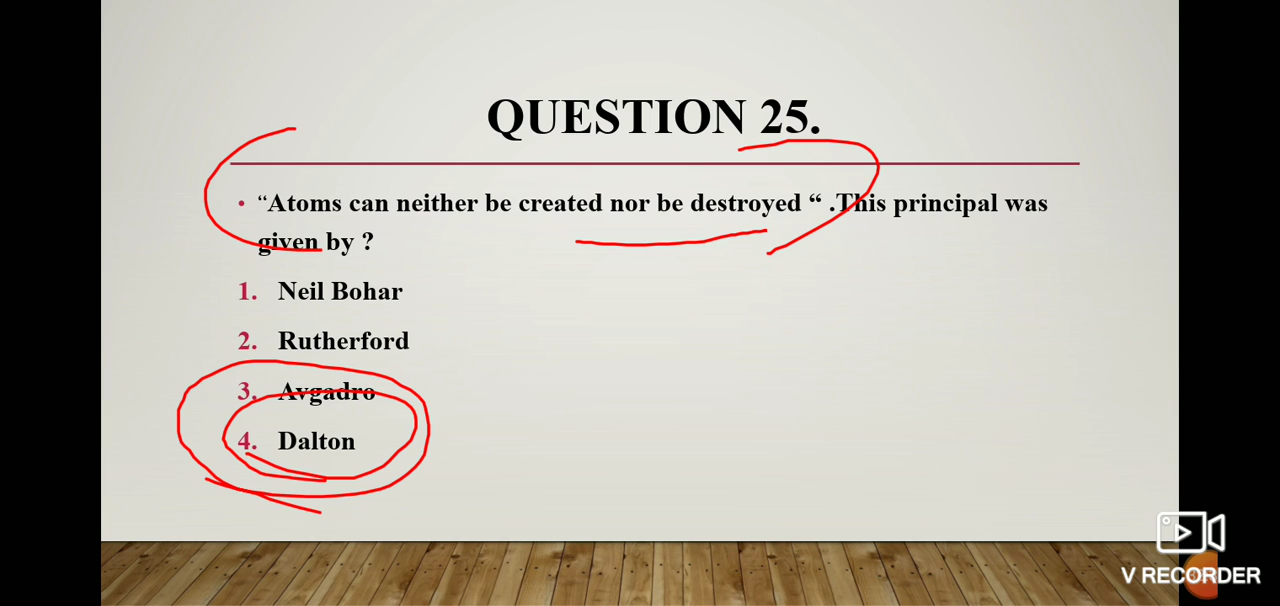 QUESTION 25.
• “Atoms can neither be created nor be destroyed “ .This principal was
given by ?
1. Neil Bohar
2. Rutherford
3. Avgadro
4. Dalton
V RECORDER